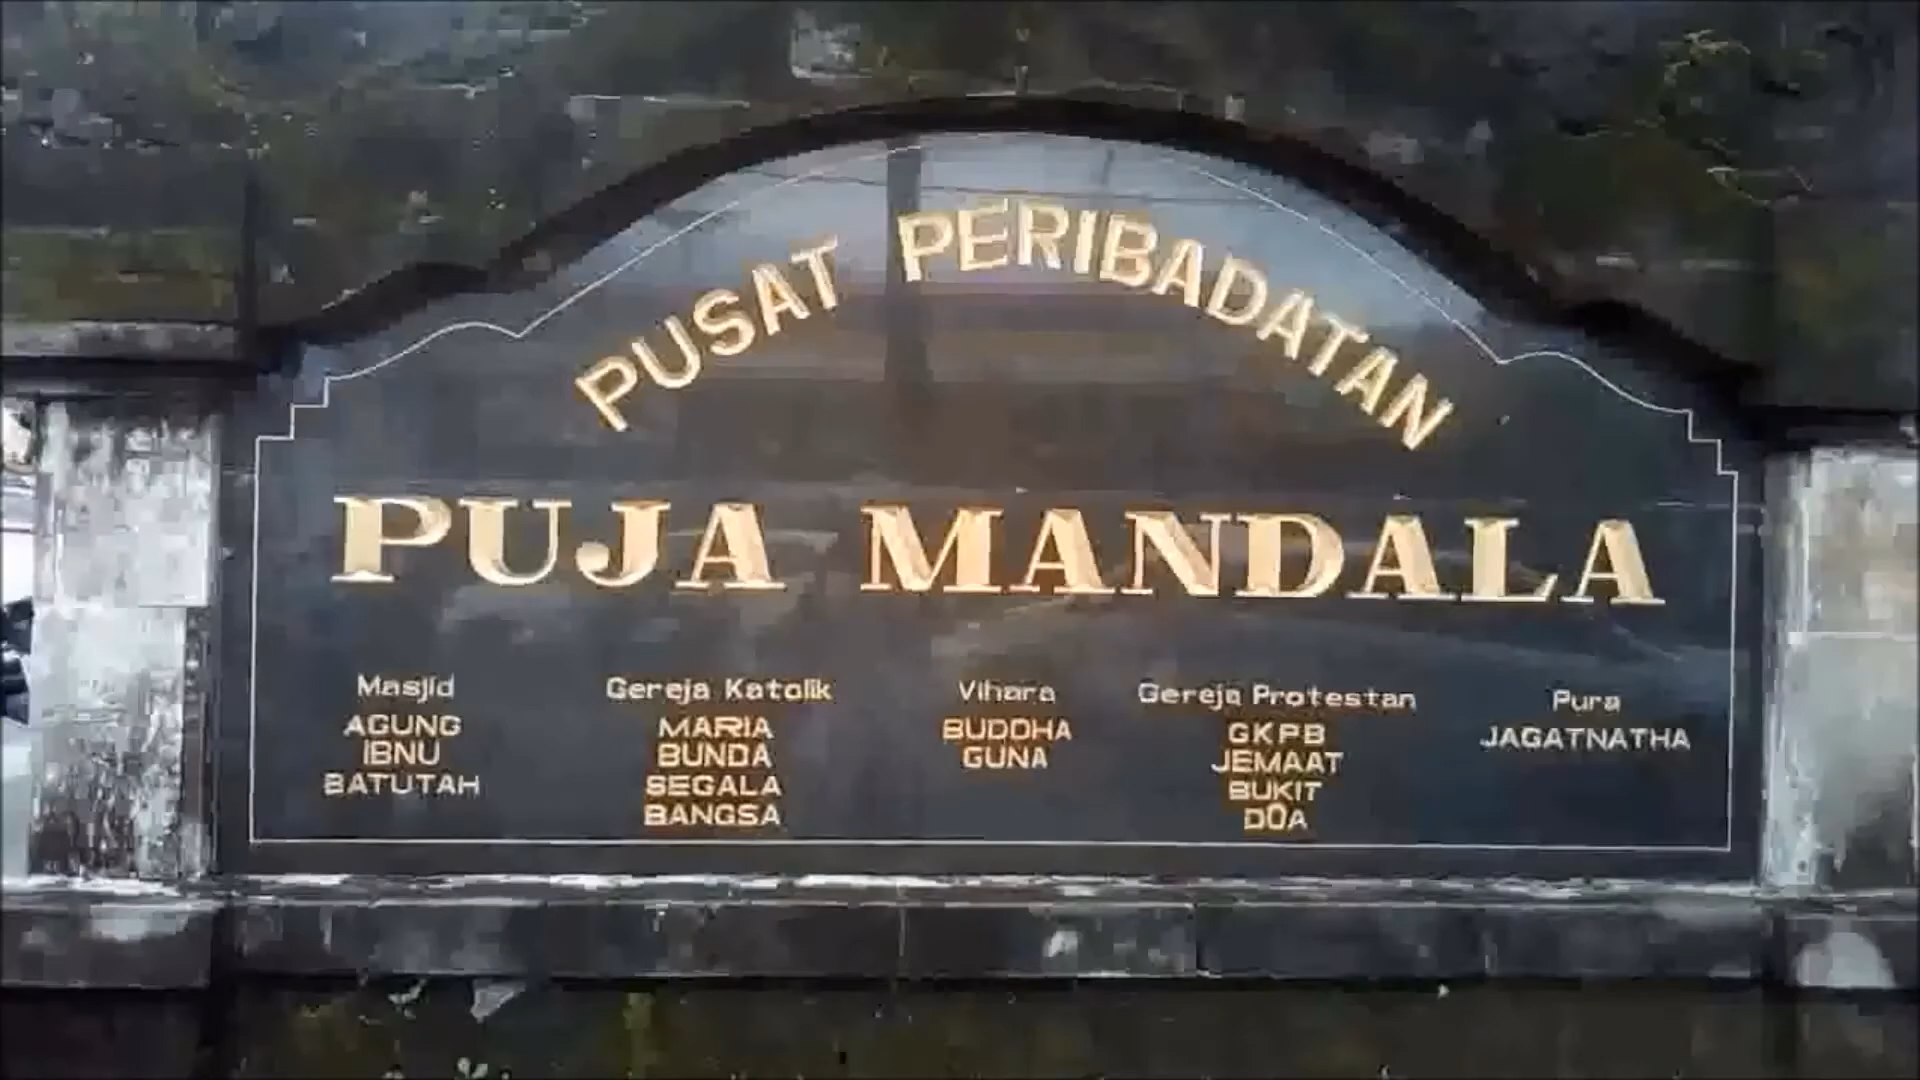 PUSAT PERIBADATAN
PUJA MANDALA
Masjid
AGUNG
IBNU
BATUTAH
Gereja Katolik
MARIA
BUNDA
SEGALA
BANGSA
Vihara
BUDDHA
GUNA
Gereja Protestan
GKPB
JEMAAT
BUKIT
DOA
Pura
JAGATNATHA